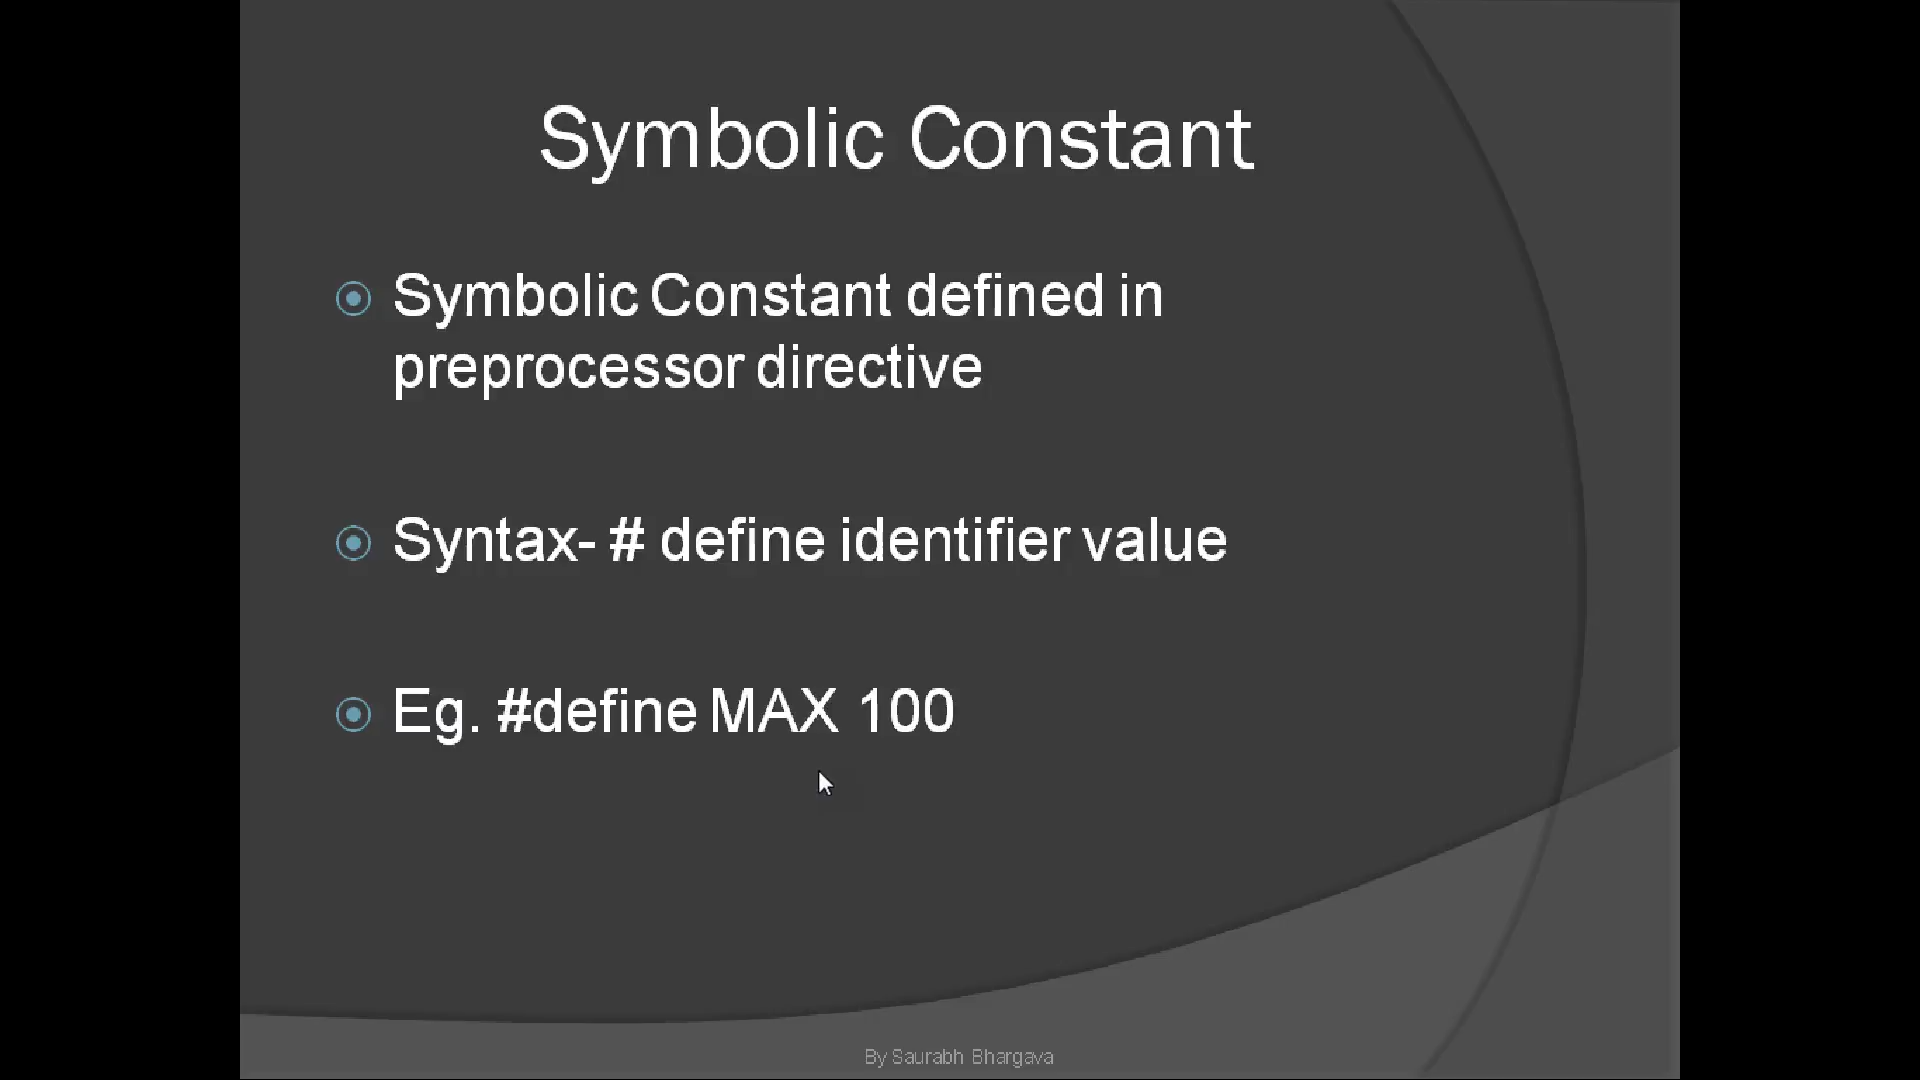 Symbolic Constant
Symbolic Constant defined in
preprocessor directive
Syntax- # define identifier value
Eg. #define MAX 100
By Saurabh Bhargava